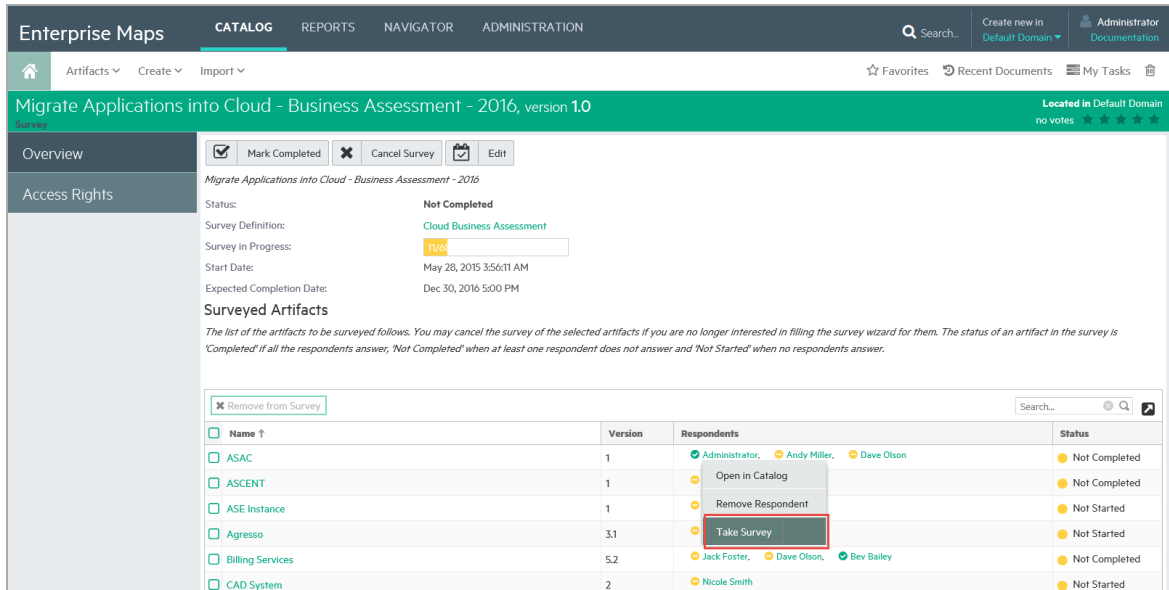 Enterprise Maps
CATALOG REPORTS NAVIGATOR ADMINISTRATION
Search...
Create new in
Default Domain
Administrator
Documentation
Artifacts Create Import
Favorites Recent Documents My Tasks
Migrate Applications into Cloud - Business Assessment - 2016, version 1.0
Survey
Located in Default Domain
no votes
Overview
Access Rights
Mark Completed Cancel Survey Edit
Migrate Applications into Cloud - Business Assessment - 2016
Status: Not Completed
Survey Definition: Cloud Business Assessment
Survey in Progress:
Start Date: May 28, 2015 3:56:11 AM
Expected Completion Date: Dec 30, 2016 5:00 PM
Surveyed Artifacts
The list of the artifacts to be surveyed follows. You may cancel the survey of the selected artifacts if you are no longer interested in filling the survey wizard for them. The status of an artifact in the survey is
'Completed' if all the respondents answer, 'Not Completed' when at least one respondent does not answer and 'Not Started' when no respondents answer.
Remove from Survey
Search...
Name ↑ Version Respondents Status
ASAC 1 Administrator, Andy Miller, Dave Olson Not Completed
ASCENT 1 Open in Catalog Not Completed
ASE Instance 1 Remove Respondent Not Started
Agresso 3.1 Take Survey Not Started
Billing Services 5.2 Jack Foster, Dave Olson, Bev Bailey Not Completed
CAD System 2 Nicole Smith Not Started